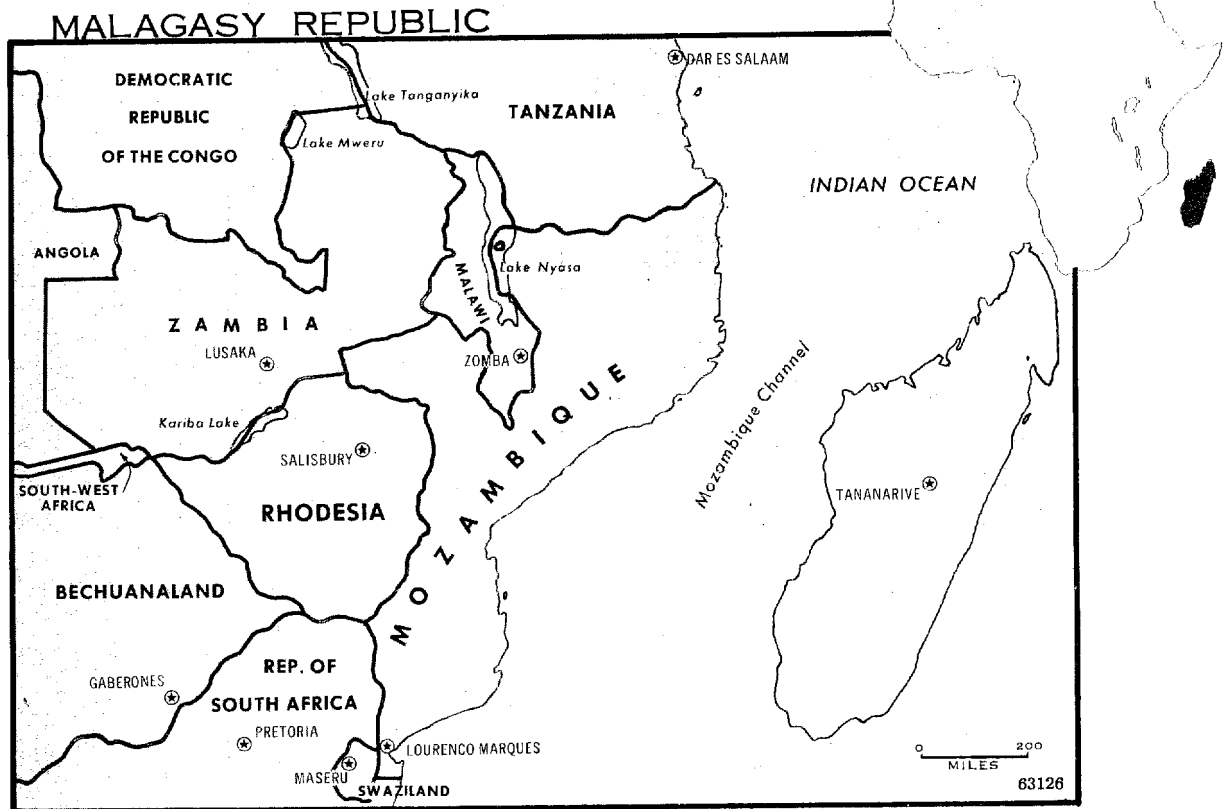 MALAGASY REPUBLIC
DAR ES SALAAM
DEMOCRATIC
REPUBLIC
OF THE CONGO
Lake Tanganyika
TANZANIA
Lake Mweru
INDIAN OCEAN
ANGOLA
Lake Nyasa
MALAWI
ZAMBIA
LUSAKA
ZOMBA
MOZAMBIQUE
Mozambique Channel
Kariba Lake
SALISBURY
SOUTH-WEST
AFRICA
TANANARIVE
RHODESIA
BECHUANALAND
REP. OF
SOUTH AFRICA
GABERONES
PRETORIA
LOURENCO MARQUES
MASERU
SWAZILAND
0 200
MILES
63126